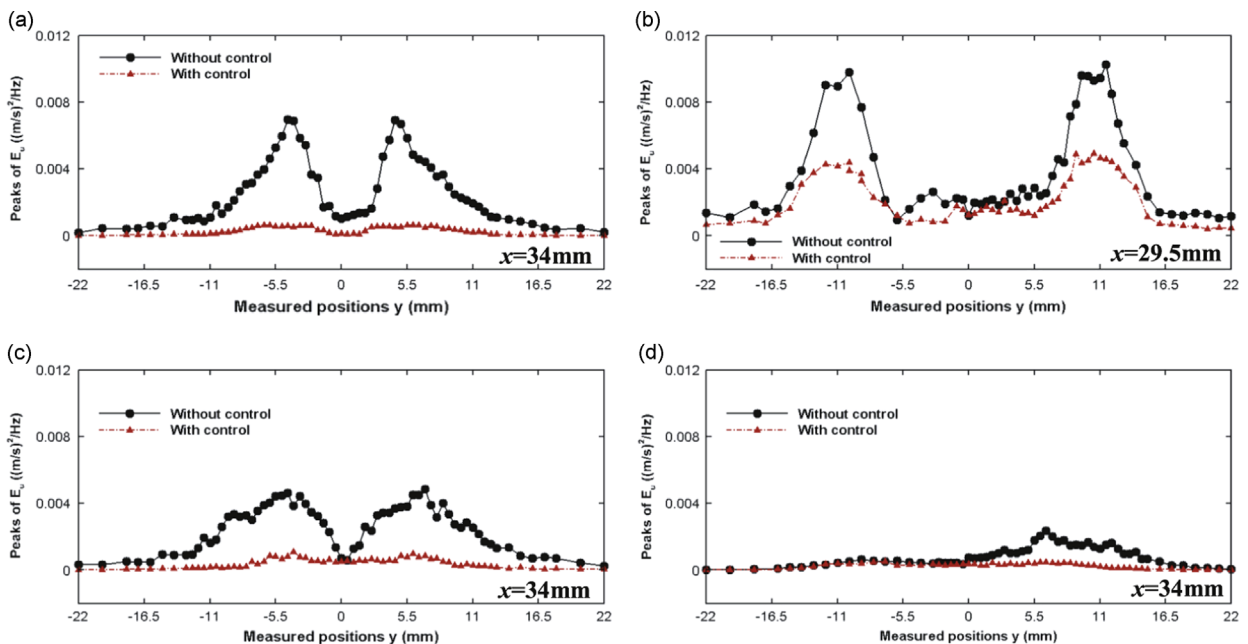 (a)
0.012
0.008
0.004
0
Peaks of Eᵤ ((m/s)²/Hz)
Without control
With control
x=34mm
-22 -16.5 -11 -5.5 0 5.5 11 16.5 22
Measured positions y (mm)
(b)
0.012
0.008
0.004
0
Peaks of Eᵤ ((m/s)²/Hz)
Without control
With control
x=29.5mm
-22 -16.5 -11 -5.5 0 5.5 11 16.5 22
Measured positions y (mm)
(c)
0.012
0.008
0.004
0
Peaks of Eᵤ ((m/s)²/Hz)
Without control
With control
x=34mm
-22 -16.5 -11 -5.5 0 5.5 11 16.5 22
Measured positions y (mm)
(d)
0.012
0.008
0.004
0
Peaks of Eᵤ ((m/s)²/Hz)
Without control
With control
x=34mm
-22 -16.5 -11 -5.5 0 5.5 11 16.5 22
Measured positions y (mm)